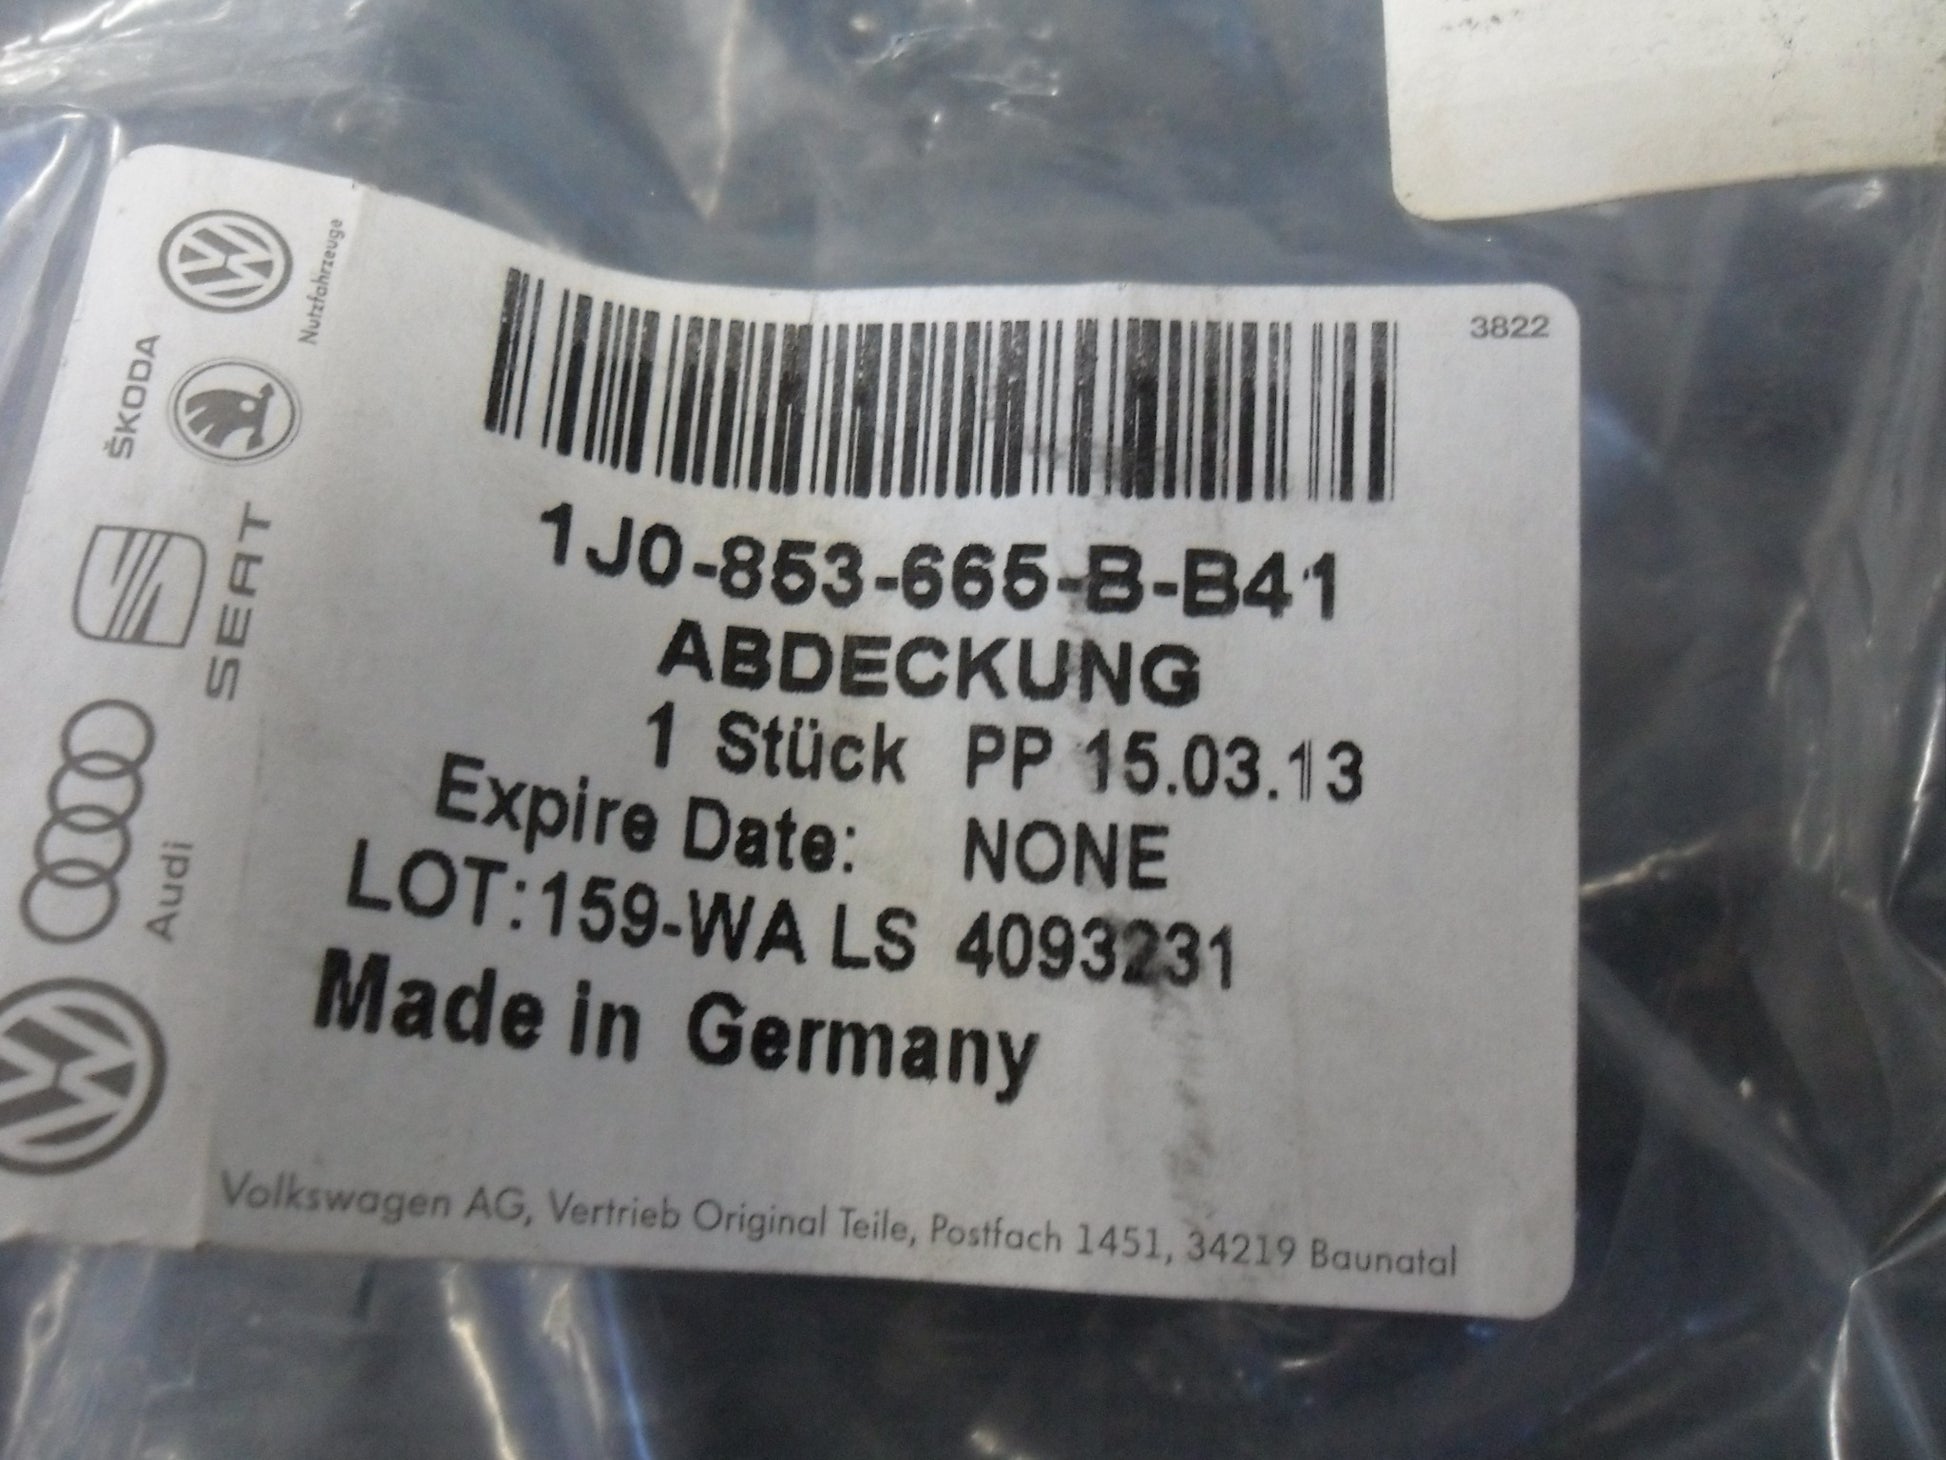 Nutzfahrzeuge
ŠKODA
SEAT
Audi
3822
1J0-853-665-B-B41
ABDECKUNG
1 Stück PP 15.03.13
Expire Date: NONE
LOT:159-WA LS 4093231
Made in Germany
Volkswagen AG, Vertrieb Original Teile, Postfach 1451, 34219 Baunatal